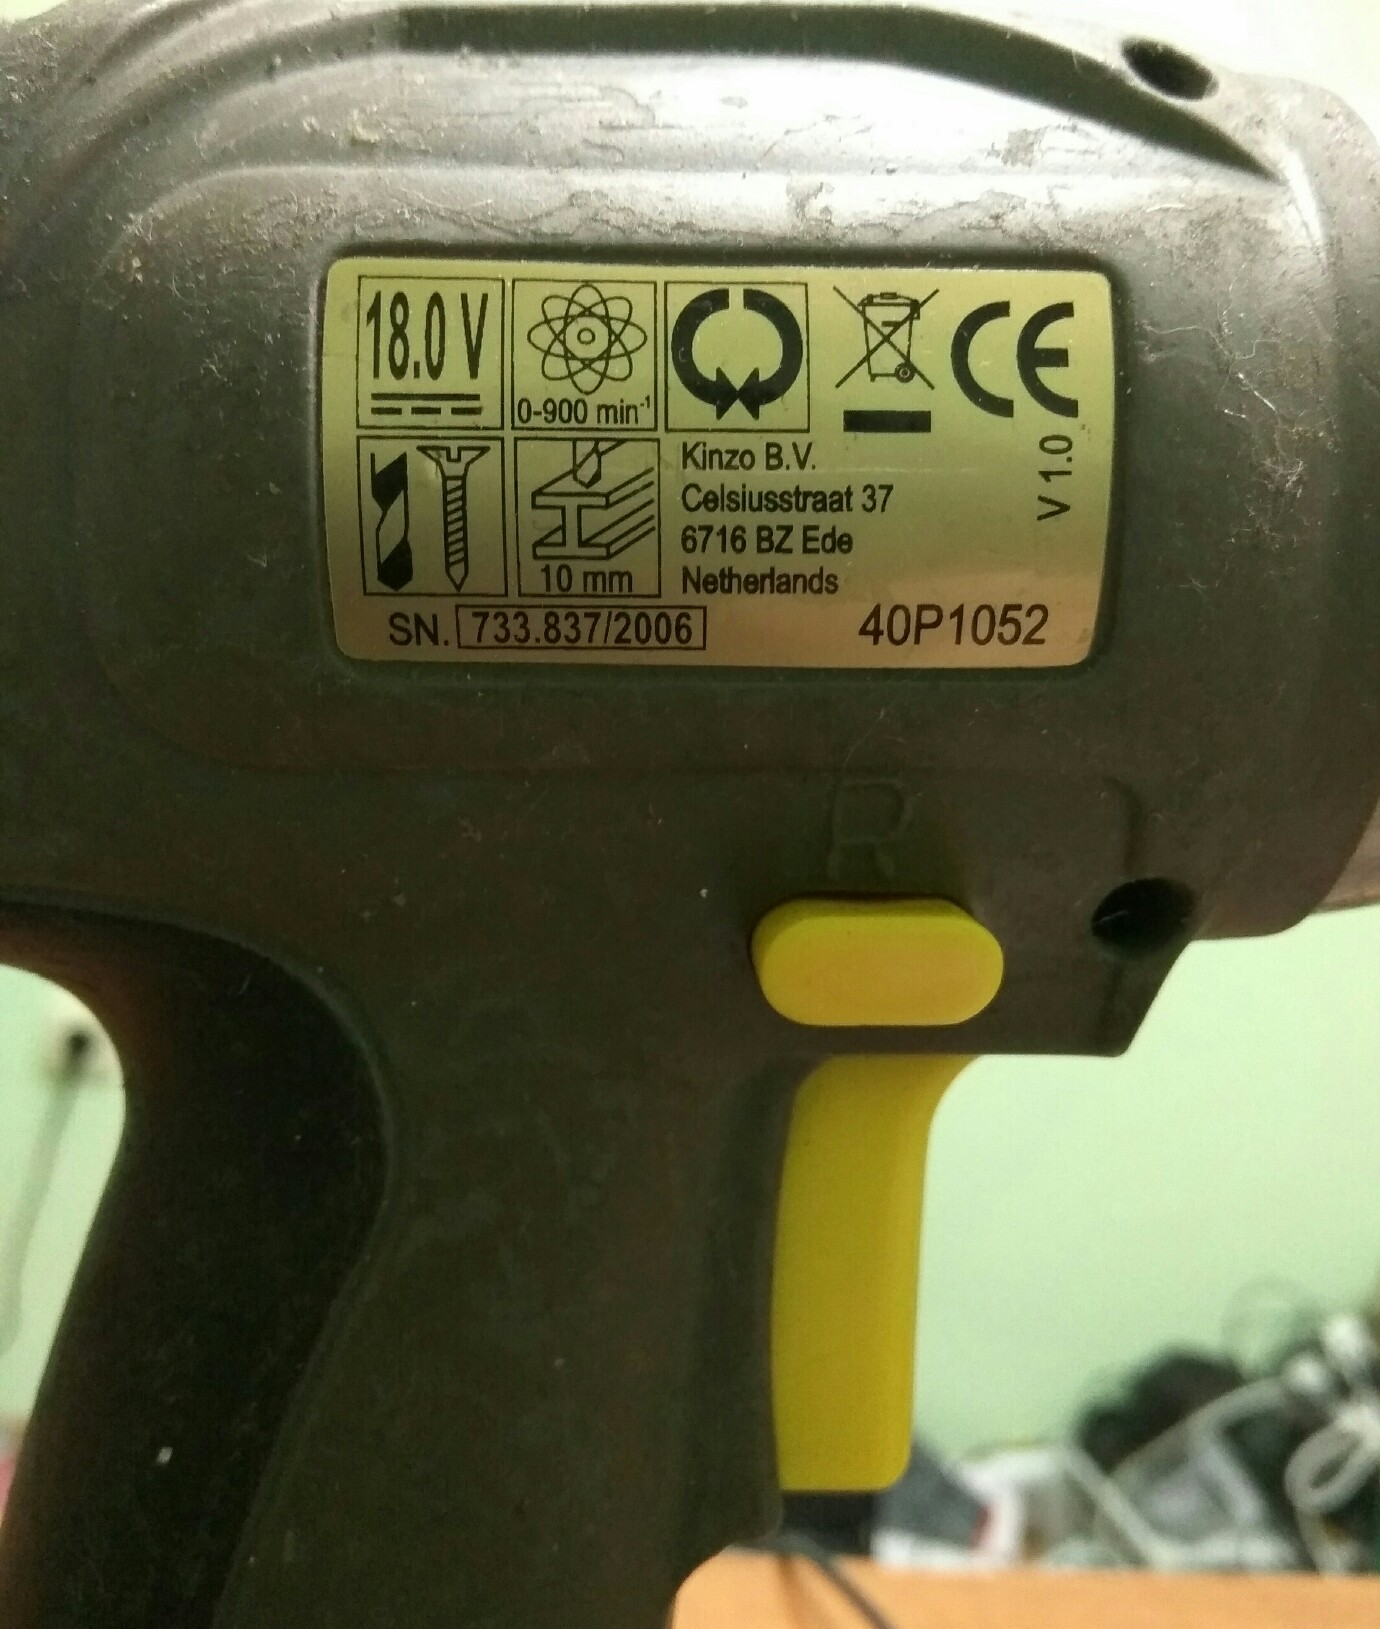 18.0 V
0-900 min⁻¹
CE
V 1.0
10 mm
Kinzo B.V.
Celsiusstraat 37
6716 BZ Ede
Netherlands
SN. 733.837/2006
40P1052
R